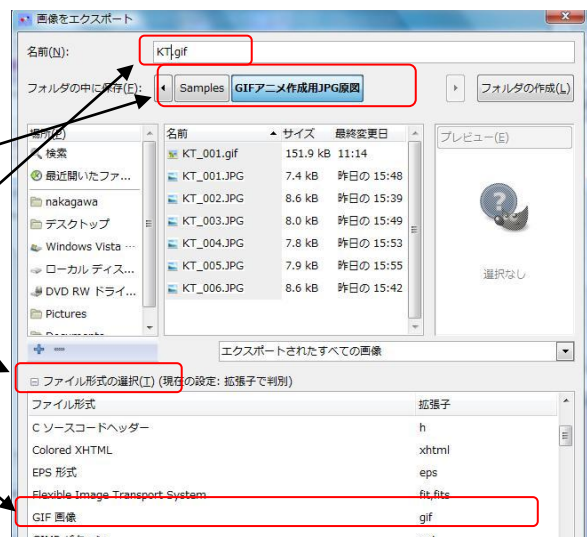 画像をエクスポート
名前(N): KT.gif
フォルダの中に保存(F): Samples GIFアニメ作成用JPG原図 フォルダの作成(L)
場所(P) 名前 サイズ 最終変更日 プレビュー(E)
検索 KT_001.gif 151.9 kB 11:14
最近開いたファ... KT_001.JPG 7.4 kB 昨日の 15:48
nakagawa KT_002.JPG 8.6 kB 昨日の 15:39
デスクトップ KT_003.JPG 8.0 kB 昨日の 15:49
Windows Vista ... KT_004.JPG 7.8 kB 昨日の 15:53
ローカル ディス... KT_005.JPG 7.9 kB 昨日の 15:55 選択なし
DVD RW ドライ... KT_006.JPG 8.6 kB 昨日の 15:42
Pictures
Documents
エクスポートされたすべての画像
ファイル形式の選択(T) (現在の設定: 拡張子で判別)
ファイル形式 拡張子
C ソースコードヘッダー h
Colored XHTML xhtml
EPS 形式 eps
Flexible Image Transport System fit,fits
GIF 画像 gif